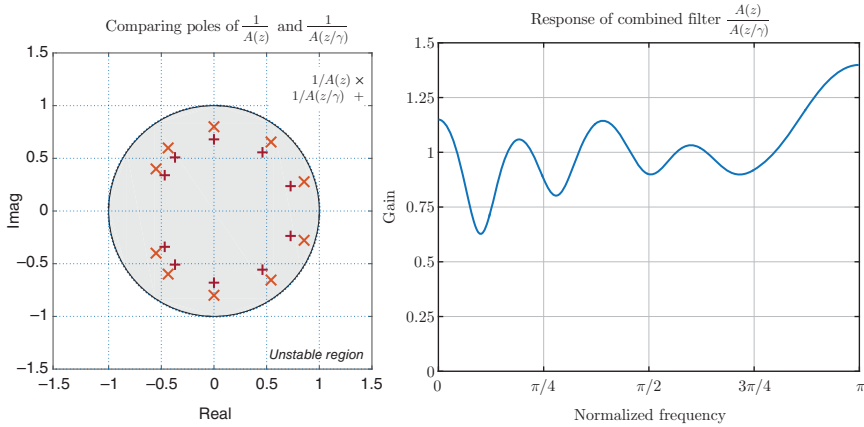 Comparing poles of 1/A(z) and 1/A(z/γ)
1/A(z) ×
1/A(z/γ) +
1.5
1
0.5
0
−0.5
−1
−1.5
Imag
Unstable region
−1.5 −1 −0.5 0 0.5 1 1.5
Real
Response of combined filter A(z)/A(z/γ)
1.5
1.25
1
0.75
0.5
0.25
0
Gain
0 π/4 π/2 3π/4 π
Normalized frequency